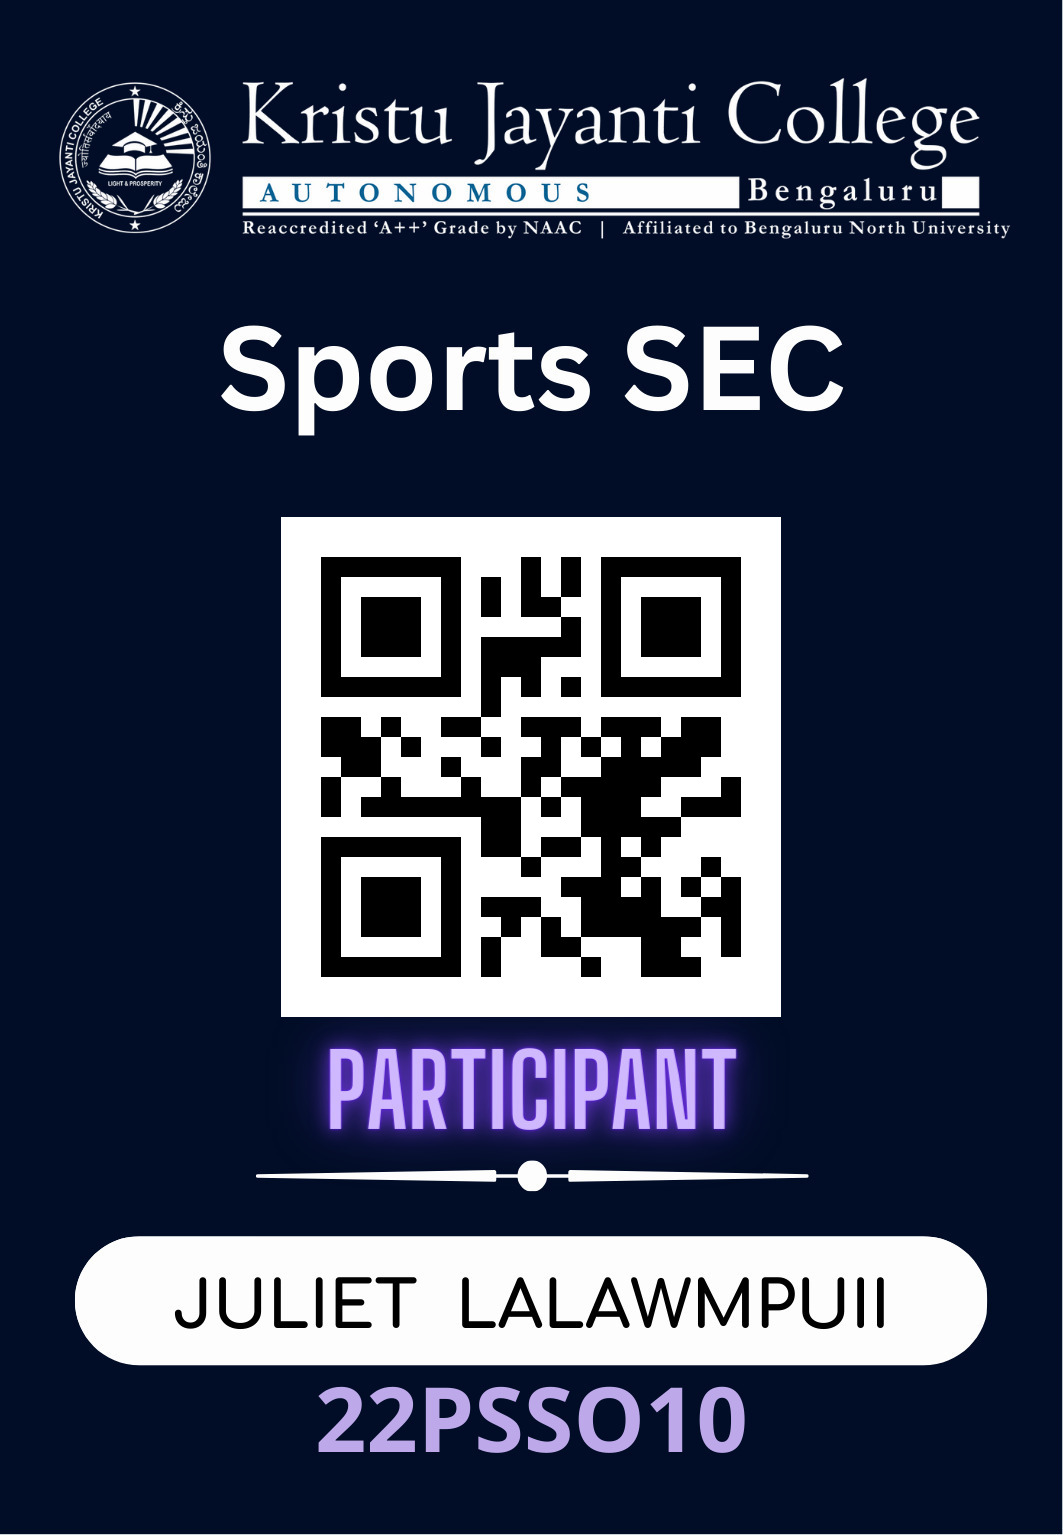 KRISTU JAYANTI COLLEGE
LIGHT & PROSPERITY
Kristu Jayanti College
AUTONOMOUS Bengaluru
Reaccredited ‘A++’ Grade by NAAC | Affiliated to Bengaluru North University
Sports SEC
PARTICIPANT
JULIET LALAWMPUII
22PSSO10